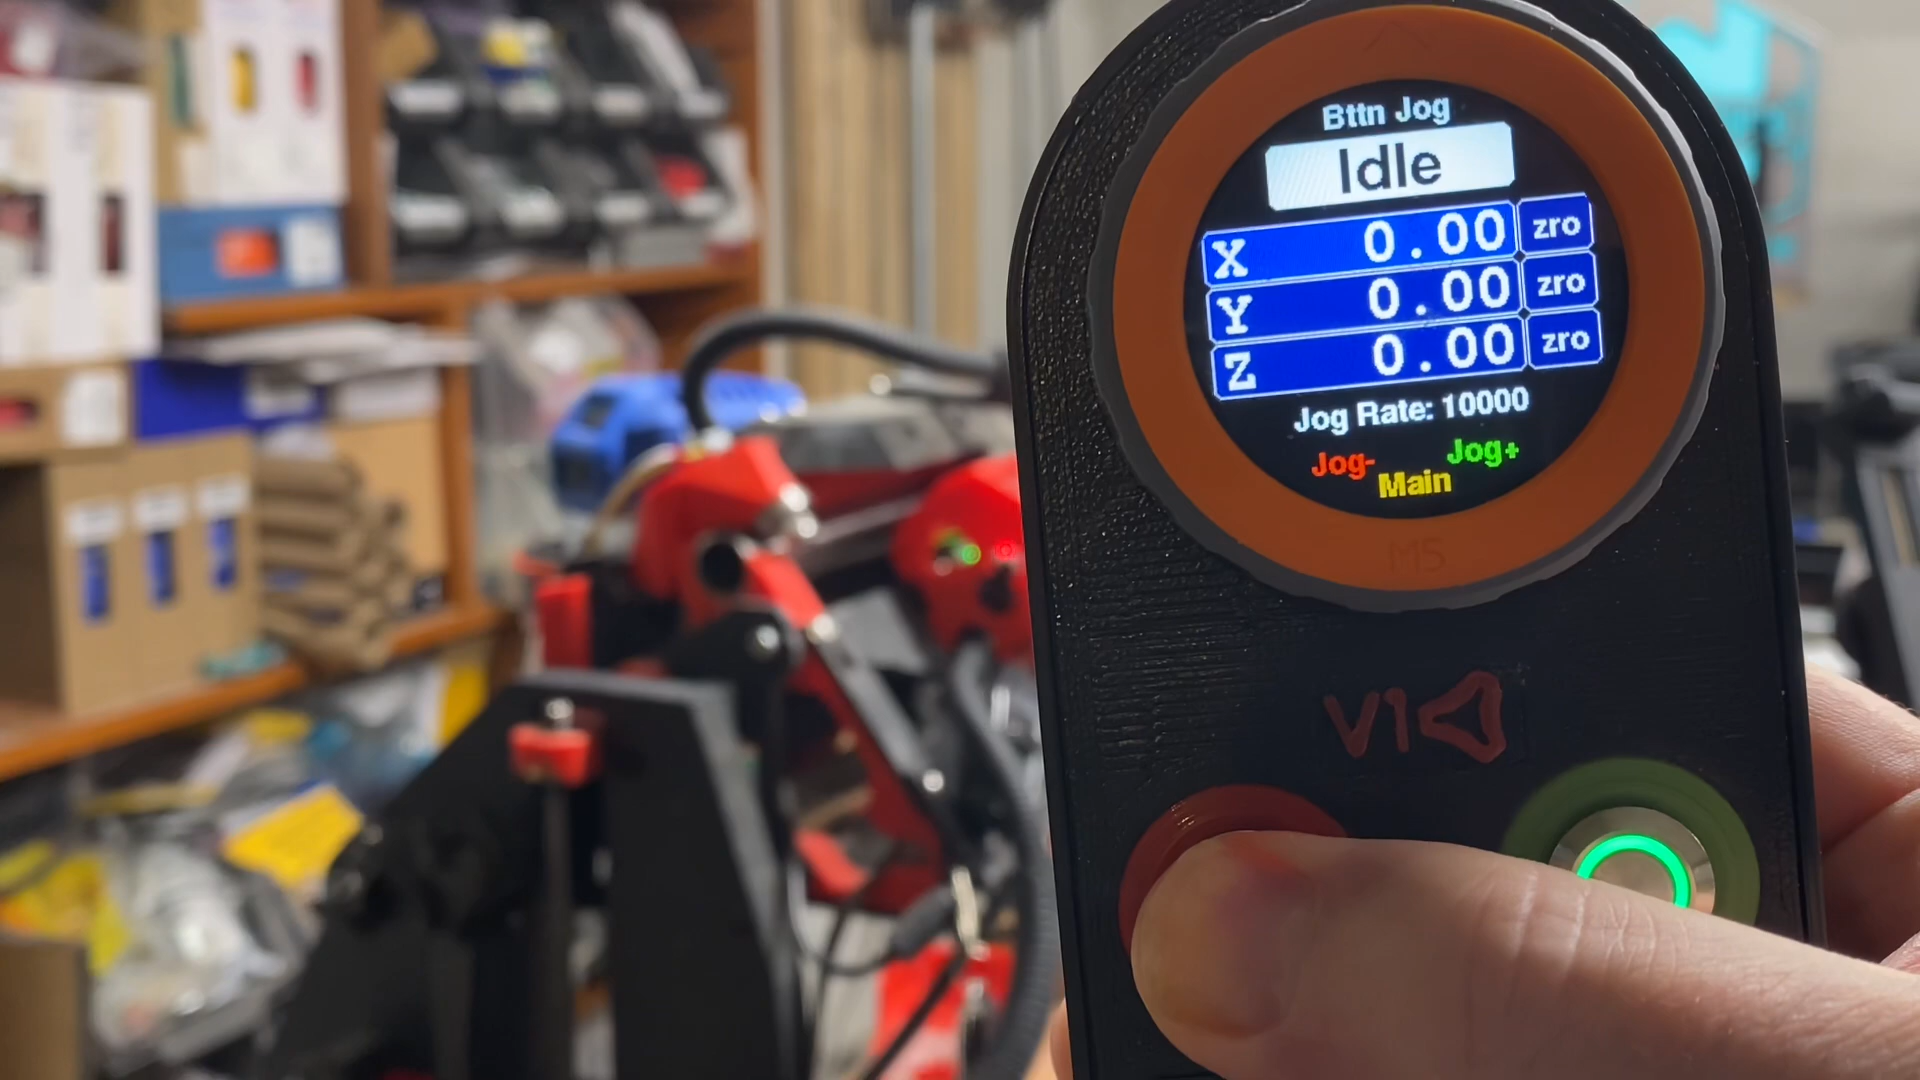 Bttn Jog
Idle
X 0.00 zro
Y 0.00 zro
Z 0.00 zro
Jog Rate: 10000
Jog- Jog+
Main
M5
V1